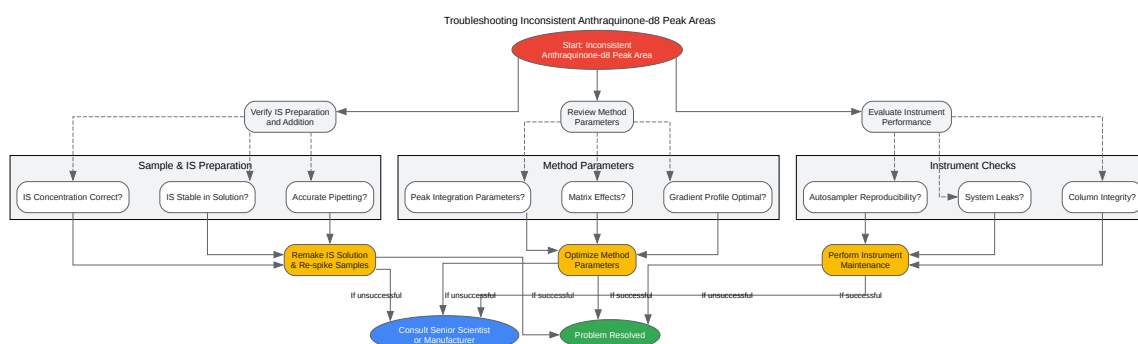 Troubleshooting Inconsistent Anthraquinone-d8 Peak Areas
Start: Inconsistent
Anthraquinone-d8 Peak Area
Verify IS Preparation
and Addition
Review Method
Parameters
Evaluate Instrument
Performance
Sample & IS Preparation
Method Parameters
Instrument Checks
IS Concentration Correct?
IS Stable in Solution?
Accurate Pipetting?
Peak Integration Parameters?
Matrix Effects?
Gradient Profile Optimal?
Autosampler Reproducibility?
System Leaks?
Column Integrity?
Remake IS Solution
& Re-spike Samples
Optimize Method
Parameters
Perform Instrument
Maintenance
If unsuccessful
If unsuccessful
If successful
If successful
If unsuccessful
If successful
Consult Senior Scientist
or Manufacturer
Problem Resolved